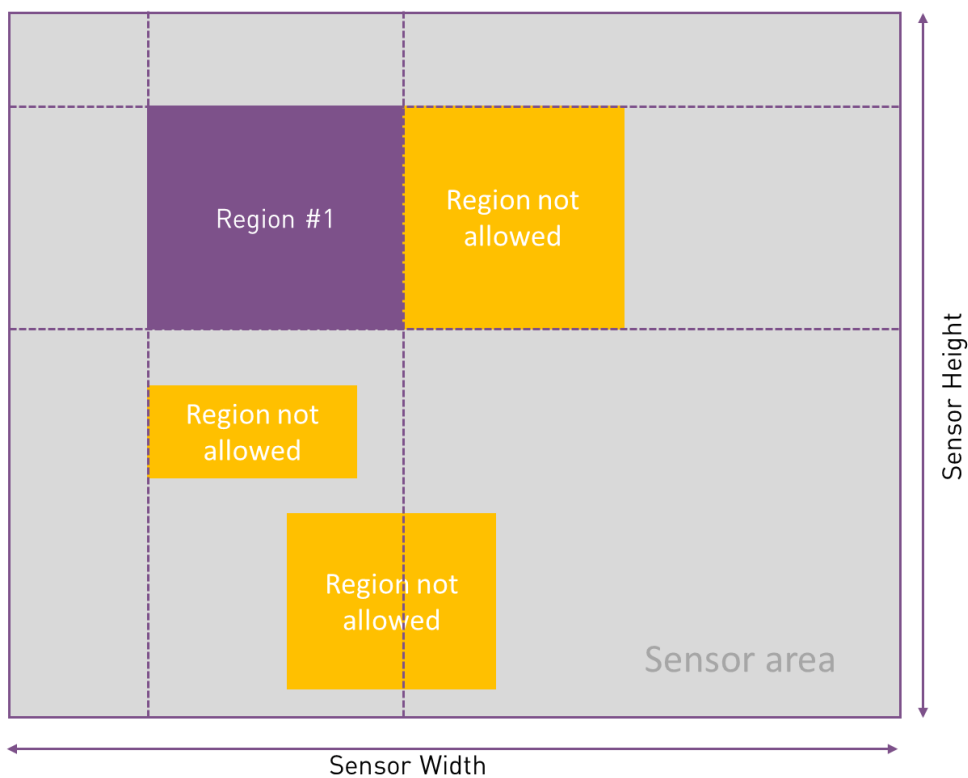 Region #1
Region not
allowed
Region not
allowed
Region not
allowed
Sensor area
Sensor Height
Sensor Width